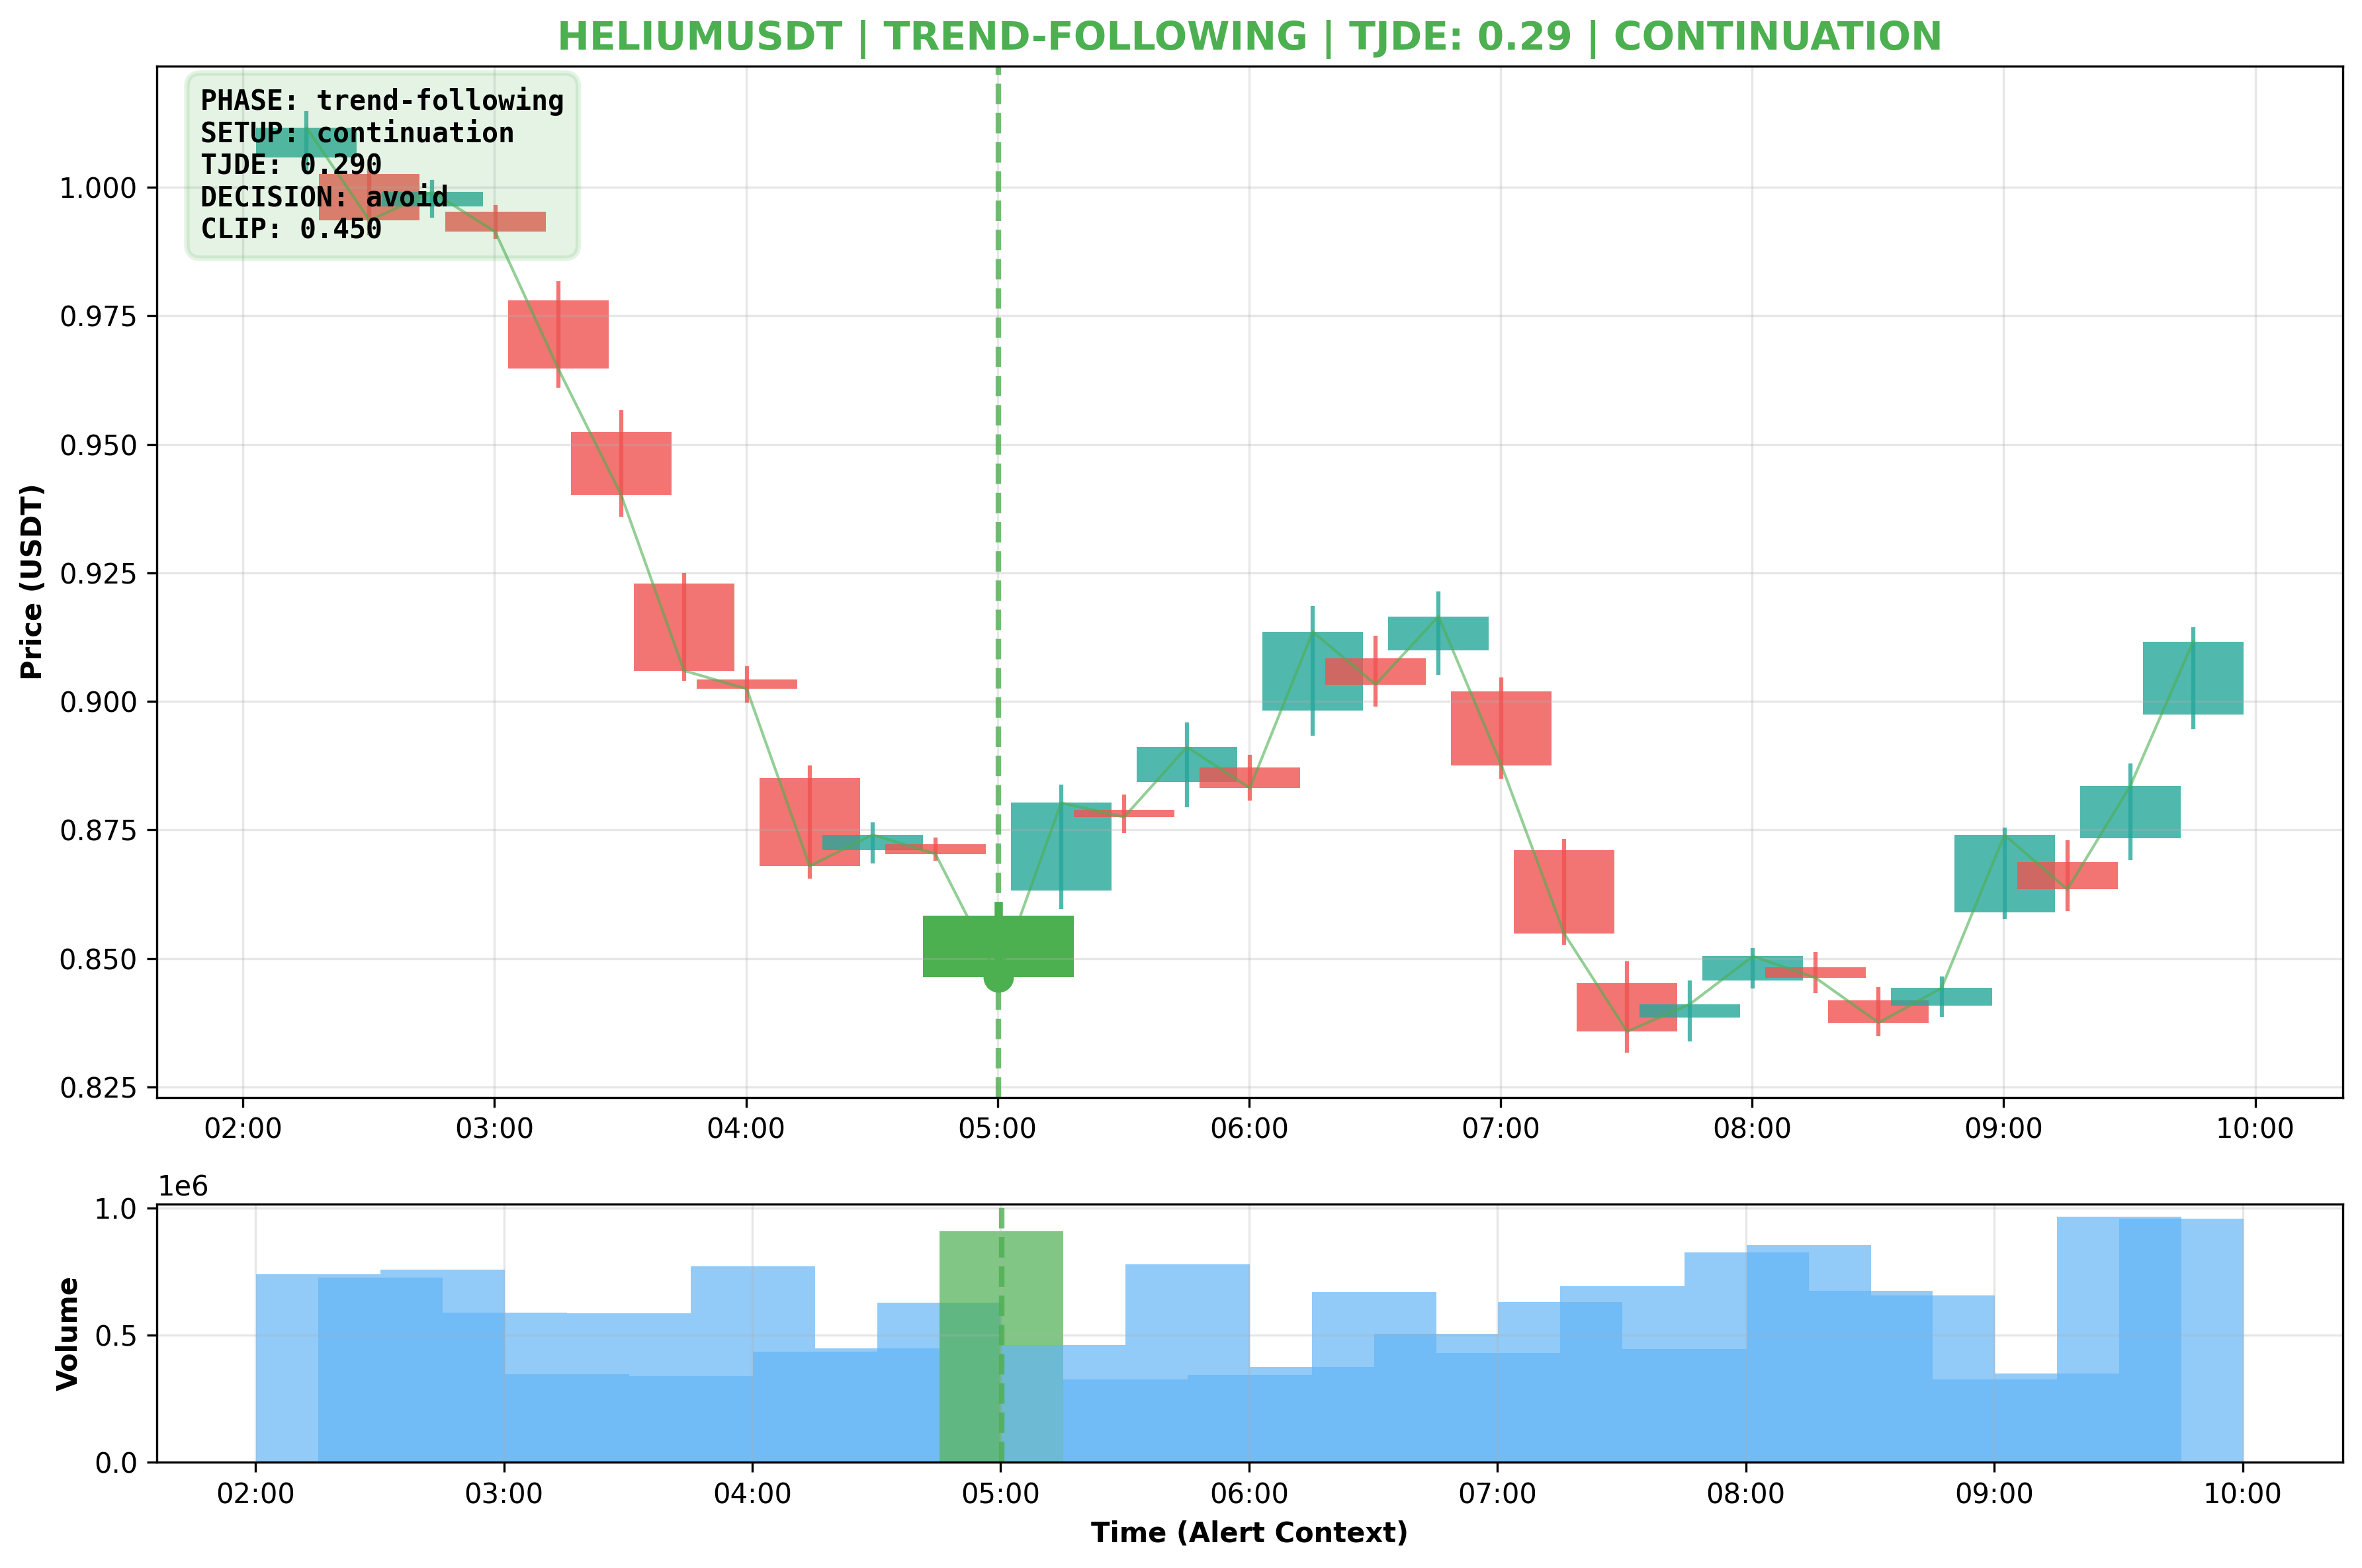 HELIUMUSDT | TREND-FOLLOWING | TJDE: 0.29 | CONTINUATION
PHASE: trend-following
SETUP: continuation
TJDE: 0.290
DECISION: avoid
CLIP: 0.450
Price (USDT)
1.000
0.975
0.950
0.925
0.900
0.875
0.850
0.825
02:00 03:00 04:00 05:00 06:00 07:00 08:00 09:00 10:00
1e6
Volume
1.0
0.5
0.0
02:00 03:00 04:00 05:00 06:00 07:00 08:00 09:00 10:00
Time (Alert Context)